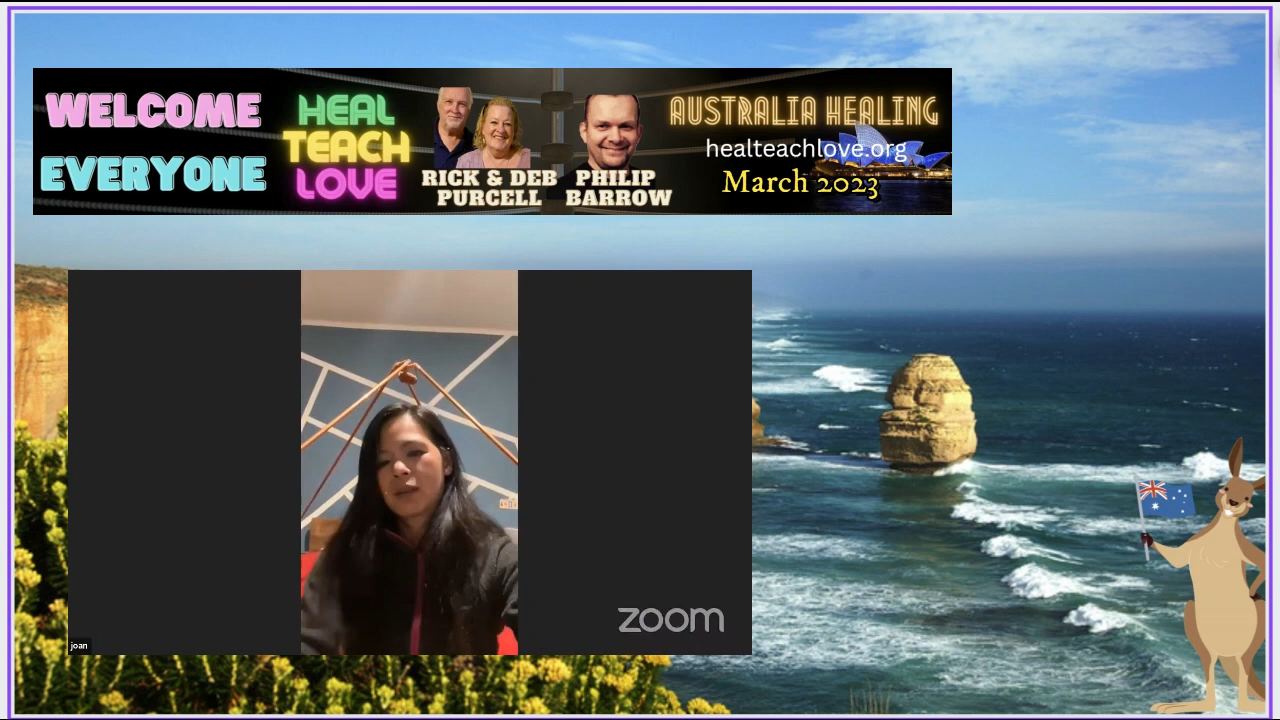 WELCOME
EVERYONE
HEAL
TEACH
LOVE
RICK & DEB
PURCELL
PHILIP
BARROW
AUSTRALIA HEALING
healteachlove.org
March 2023
zoom
joan